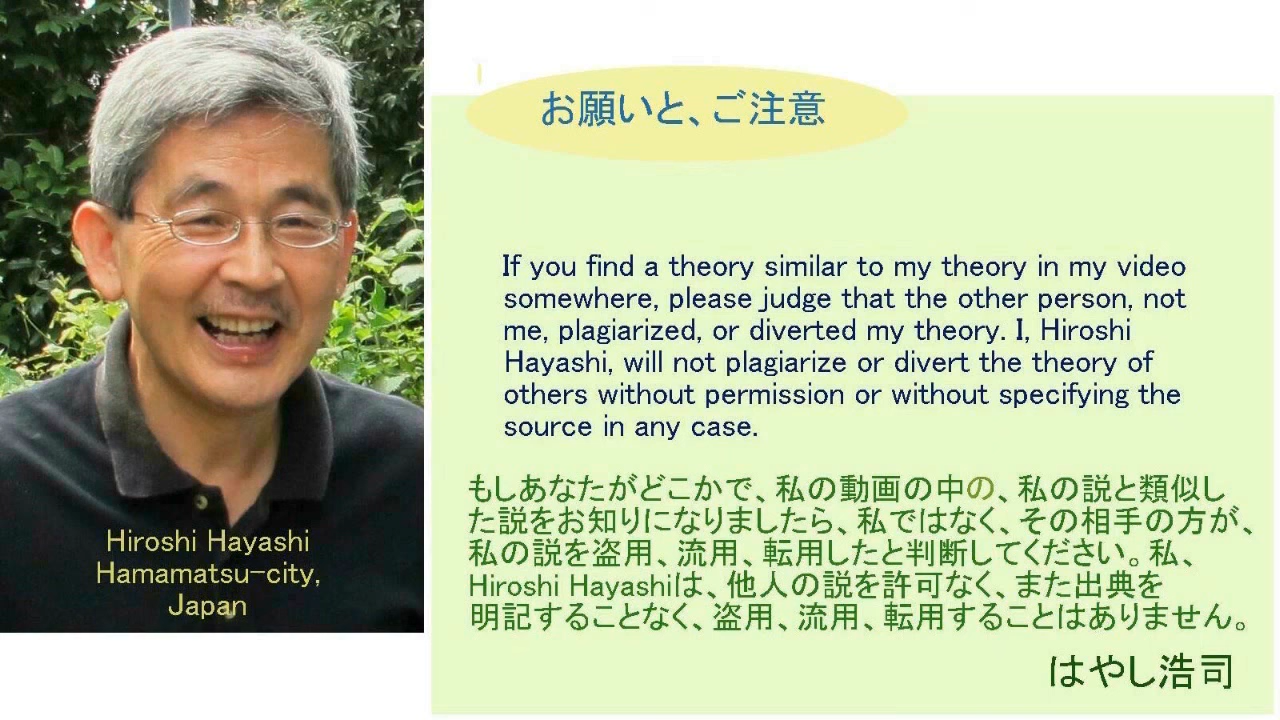 お願いと、ご注意
If you find a theory similar to my theory in my video
somewhere, please judge that the other person, not
me, plagiarized, or diverted my theory. I, Hiroshi
Hayashi, will not plagiarize or divert the theory of
others without permission or without specifying the
source in any case.
もしあなたがどこかで、私の動画の中の、私の説と類似し
た説をお知りになりましたら、私ではなく、その相手の方が、
私の説を盗用、流用、転用したと判断してください。私、
Hiroshi Hayashiは、他人の説を許可なく、また出典を
明記することなく、盗用、流用、転用することはありません。
はやし浩司
Hiroshi Hayashi
Hamamatsu-city,
Japan